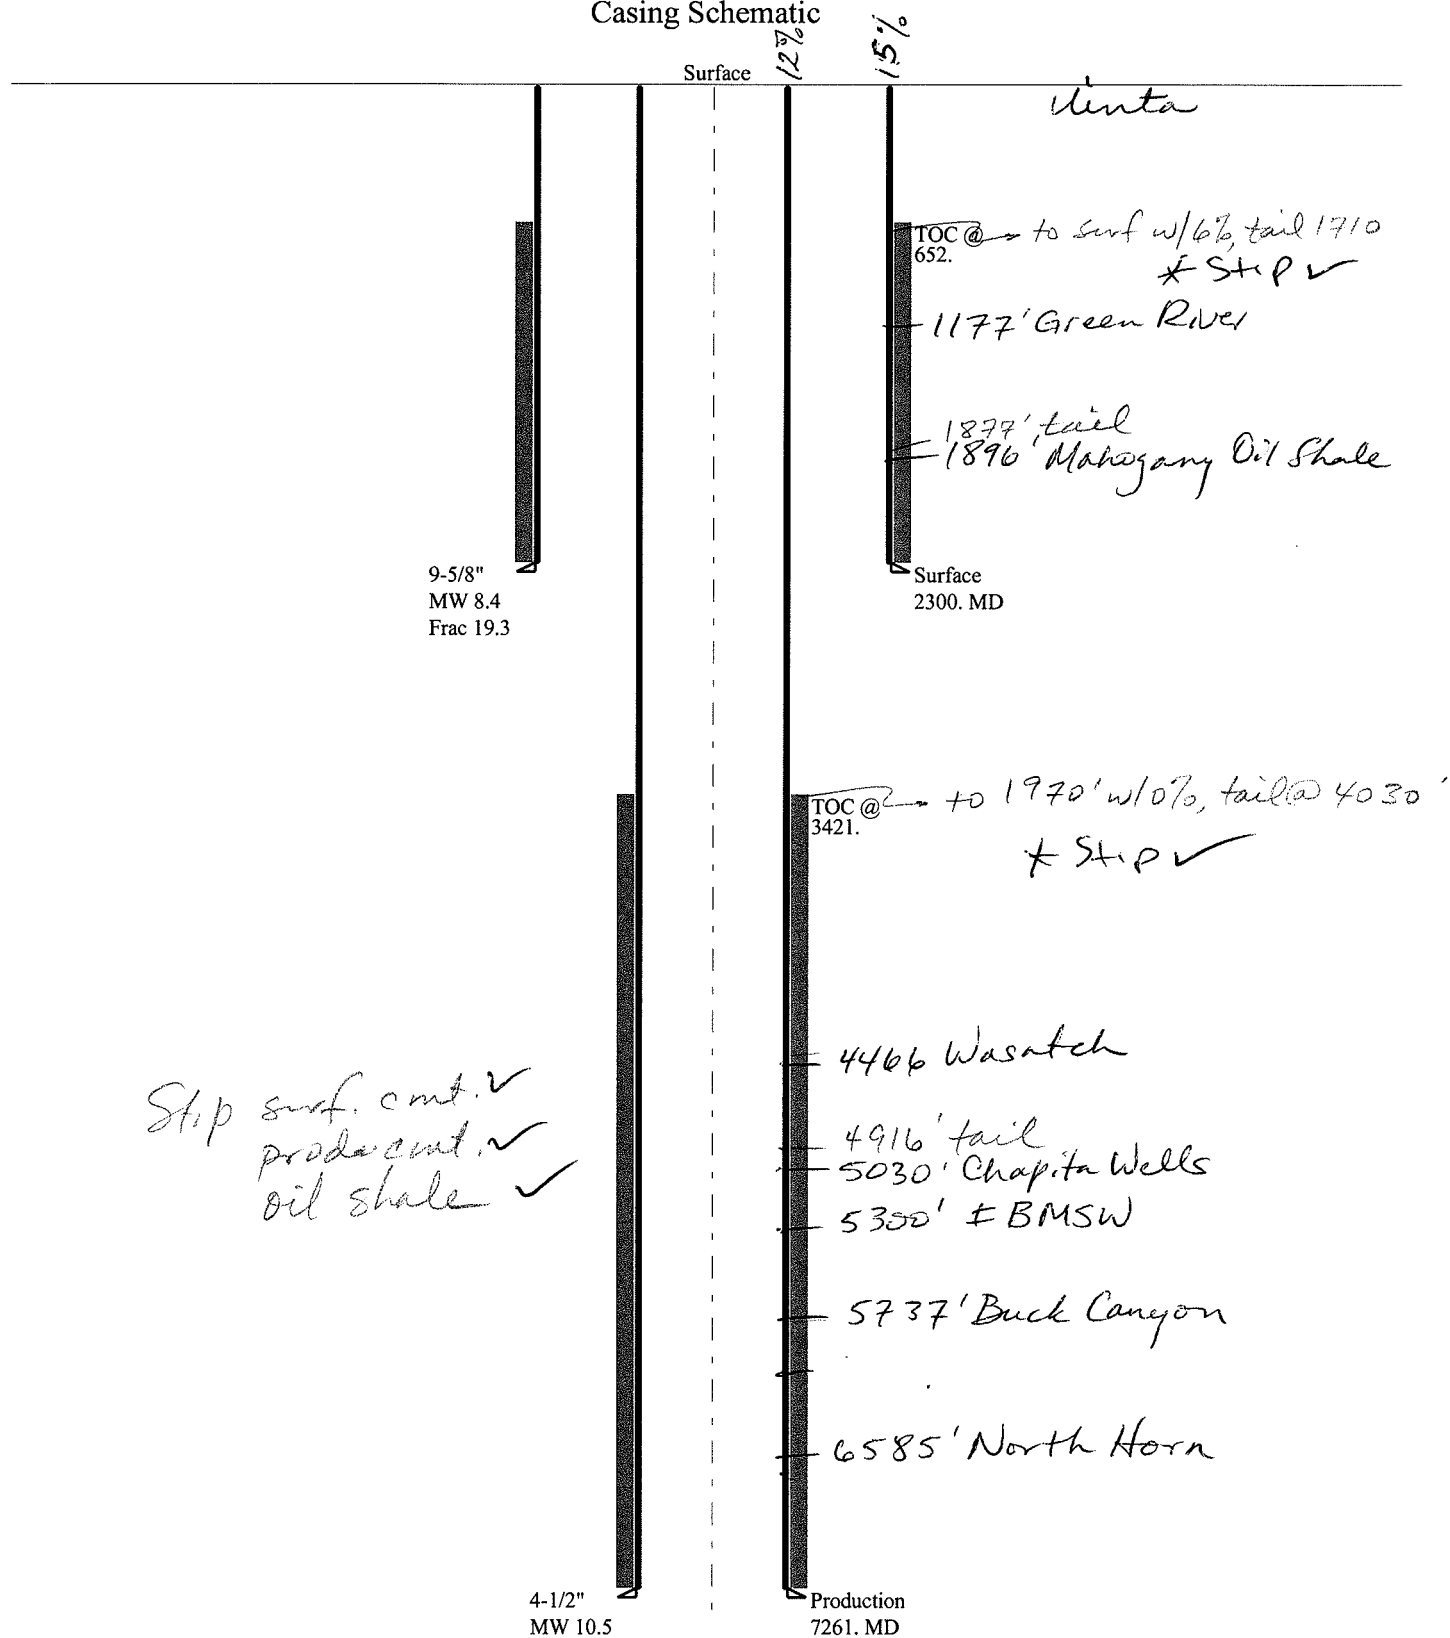 Casing Schematic
12%
15%
Surface
Uinta
TOC @
652.
to surf w/6%, tail 1710
* Stip ✓
1177' Green River
1877' tail
1896' Mahogany Oil Shale
9-5/8"
MW 8.4
Frac 19.3
Surface
2300. MD
TOC @
3421.
to 1970' w/0%, tail@ 4030'
* Stip ✓
4466 Wasatch
Stip surf. cmt. ✓
prod. cmt. ✓
oil shale ✓
4916' tail
5030' Chapita Wells
5300' ± BMSW
5737' Buck Canyon
6585' North Horn
4-1/2"
MW 10.5
Production
7261. MD